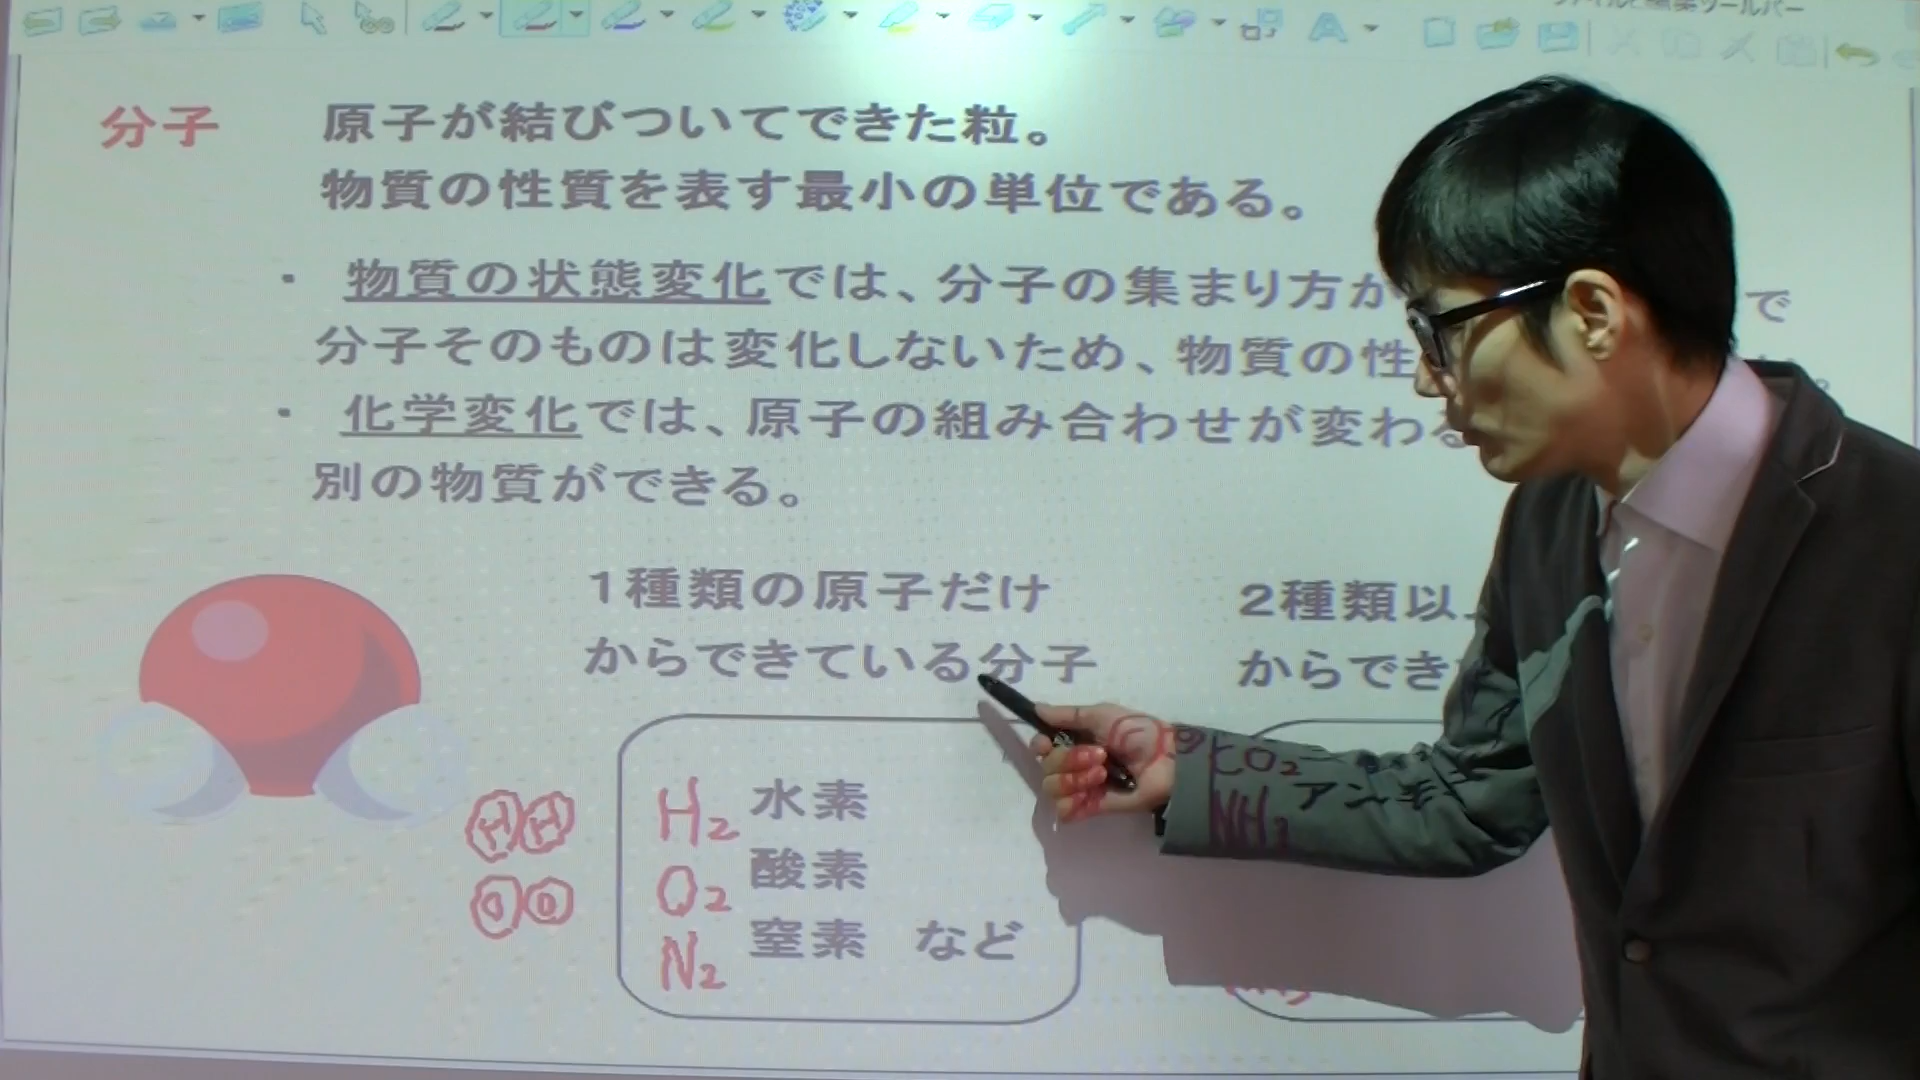 分子 原子が結びついてできた粒。
物質の性質を表す最小の単位である。
・ 物質の状態変化では、分子の集まり方が で
分子そのものは変化しないため、物質の性 。
・ 化学変化では、原子の組み合わせが変わる
別の物質ができる。
1種類の原子だけ
からできている分子
2種類以
からでき
H H
O O
H₂ 水素
O₂ 酸素
N₂ 窒素 など
C O CO₂
アンモ
NH₃